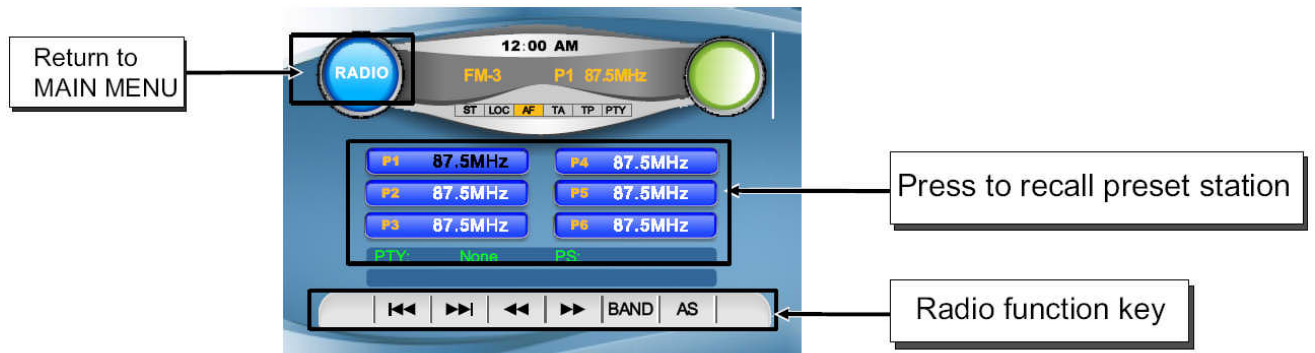 Return to
MAIN MENU
12:00 AM
RADIO
FM-3 P1 87.5MHz
ST LOC AF TA TP PTY
P1 87.5MHz P4 87.5MHz
P2 87.5MHz P5 87.5MHz
P3 87.5MHz P6 87.5MHz
PTY: None PS:
Press to recall preset station
BAND AS
Radio function key